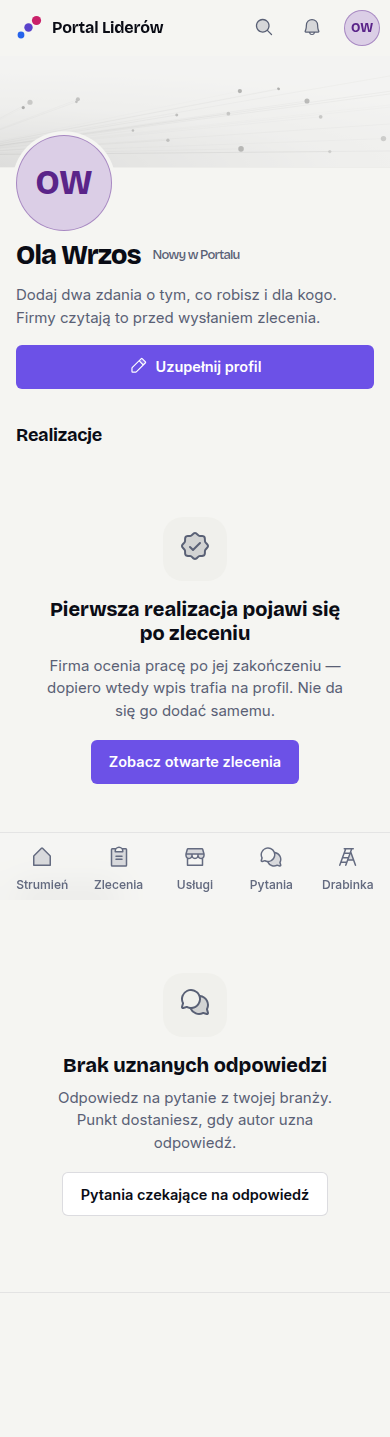 Portal Liderów
OW
OW
Ola Wrzos Nowy w Portalu
Dodaj dwa zdania o tym, co robisz i dla kogo.
Firmy czytają to przed wysłaniem zlecenia.
Uzupełnij profil
Realizacje
Pierwsza realizacja pojawi się
po zleceniu
Firma ocenia pracę po jej zakończeniu —
dopiero wtedy wpis trafia na profil. Nie da
się go dodać samemu.
Zobacz otwarte zlecenia
Strumień Zlecenia Usługi Pytania Drabinka
Brak uznanych odpowiedzi
Odpowiedz na pytanie z twojej branży.
Punkt dostaniesz, gdy autor uzna
odpowiedź.
Pytania czekające na odpowiedź